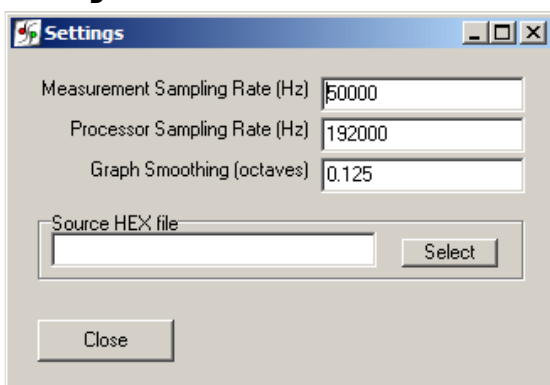 Settings
Measurement Sampling Rate (Hz) 50000
Processor Sampling Rate (Hz) 192000
Graph Smoothing (octaves) 0.125
Source HEX file
Select
Close